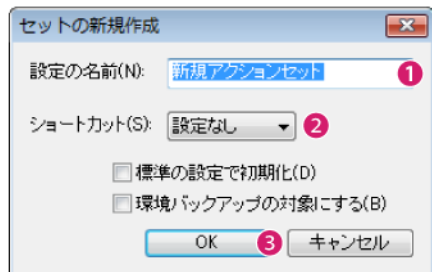 セットの新規作成
設定の名前(N): 新規アクションセット 1
ショートカット(S): 設定なし 2
標準の設定で初期化(D)
環境バックアップの対象にする(B)
OK 3 キャンセル